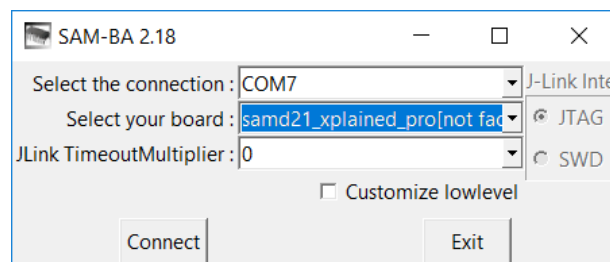 SAM-BA 2.18
Select the connection : COM7 J-Link Inte
Select your board : samd21_xplained_pro[not fac JTAG
JLink TimeoutMultiplier : 0 SWD
Customize lowlevel
Connect Exit